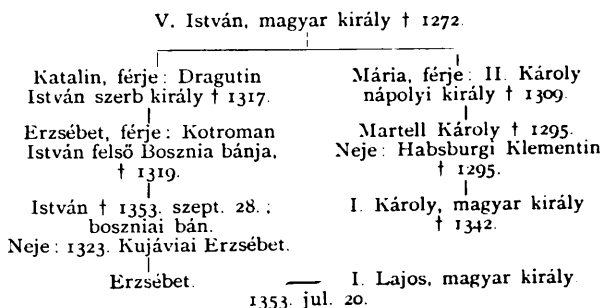 V. István, magyar király † 1272.
Katalin, férje: Dragutin
István szerb király † 1317.
Mária, férje: II. Károly
nápolyi király † 1309.
Erzsébet, férje: Kotroman
István felső Bosznia bánja,
† 1319.
Martell Károly † 1295.
Neje: Habsburgi Klementin
† 1295.
István † 1353. szept. 28.;
boszniai bán.
Neje: 1323. Kujáviai Erzsébet.
I. Károly, magyar király
† 1342.
Erzsébet. — I. Lajos, magyar király.
1353. jul. 20.